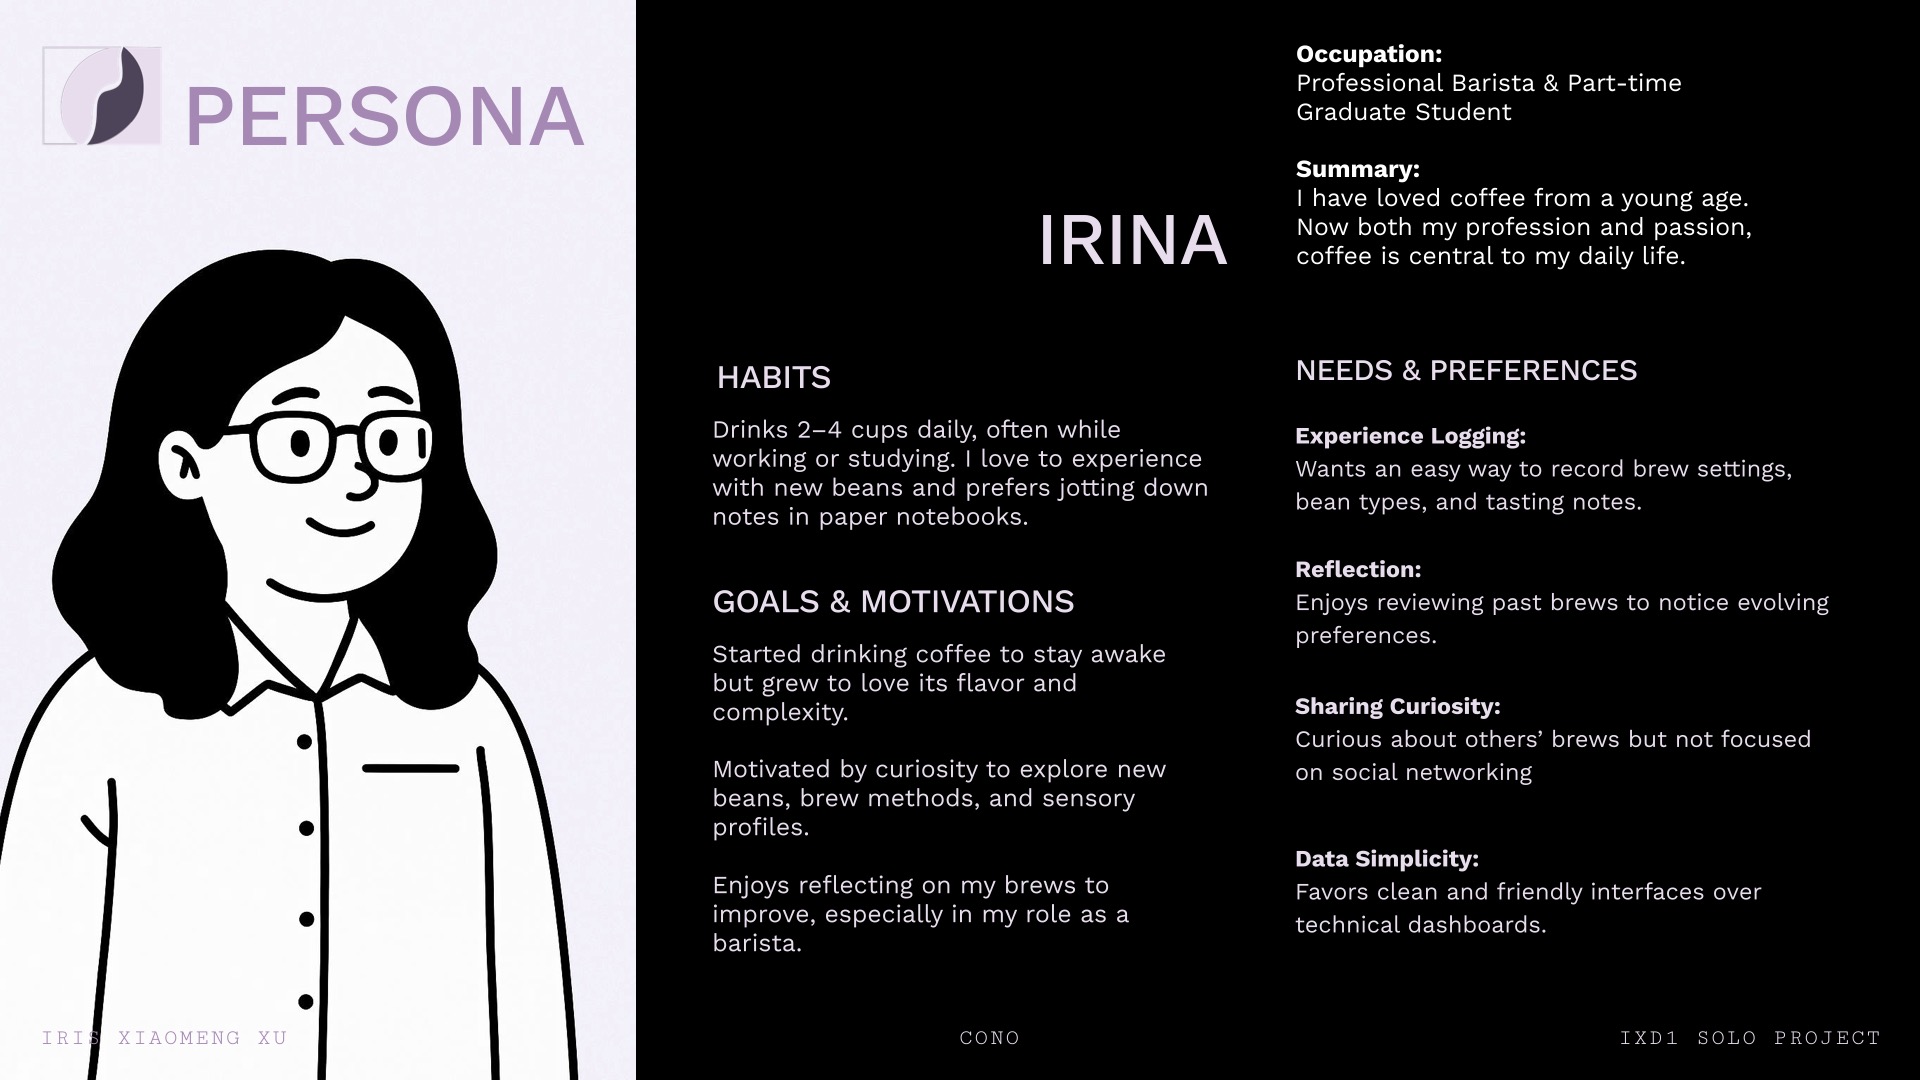 PERSONA
IRINA
Occupation:
Professional Barista & Part-time
Graduate Student
Summary:
I have loved coffee from a young age.
Now both my profession and passion,
coffee is central to my daily life.
HABITS
Drinks 2–4 cups daily, often while
working or studying. I love to experience
with new beans and prefers jotting down
notes in paper notebooks.
GOALS & MOTIVATIONS
Started drinking coffee to stay awake
but grew to love its flavor and
complexity.
Motivated by curiosity to explore new
beans, brew methods, and sensory
profiles.
Enjoys reflecting on my brews to
improve, especially in my role as a
barista.
NEEDS & PREFERENCES
Experience Logging:
Wants an easy way to record brew settings,
bean types, and tasting notes.
Reflection:
Enjoys reviewing past brews to notice evolving
preferences.
Sharing Curiosity:
Curious about others’ brews but not focused
on social networking
Data Simplicity:
Favors clean and friendly interfaces over
technical dashboards.
IRIS XIAOMENG XU
CONO
IXD1 SOLO PROJECT